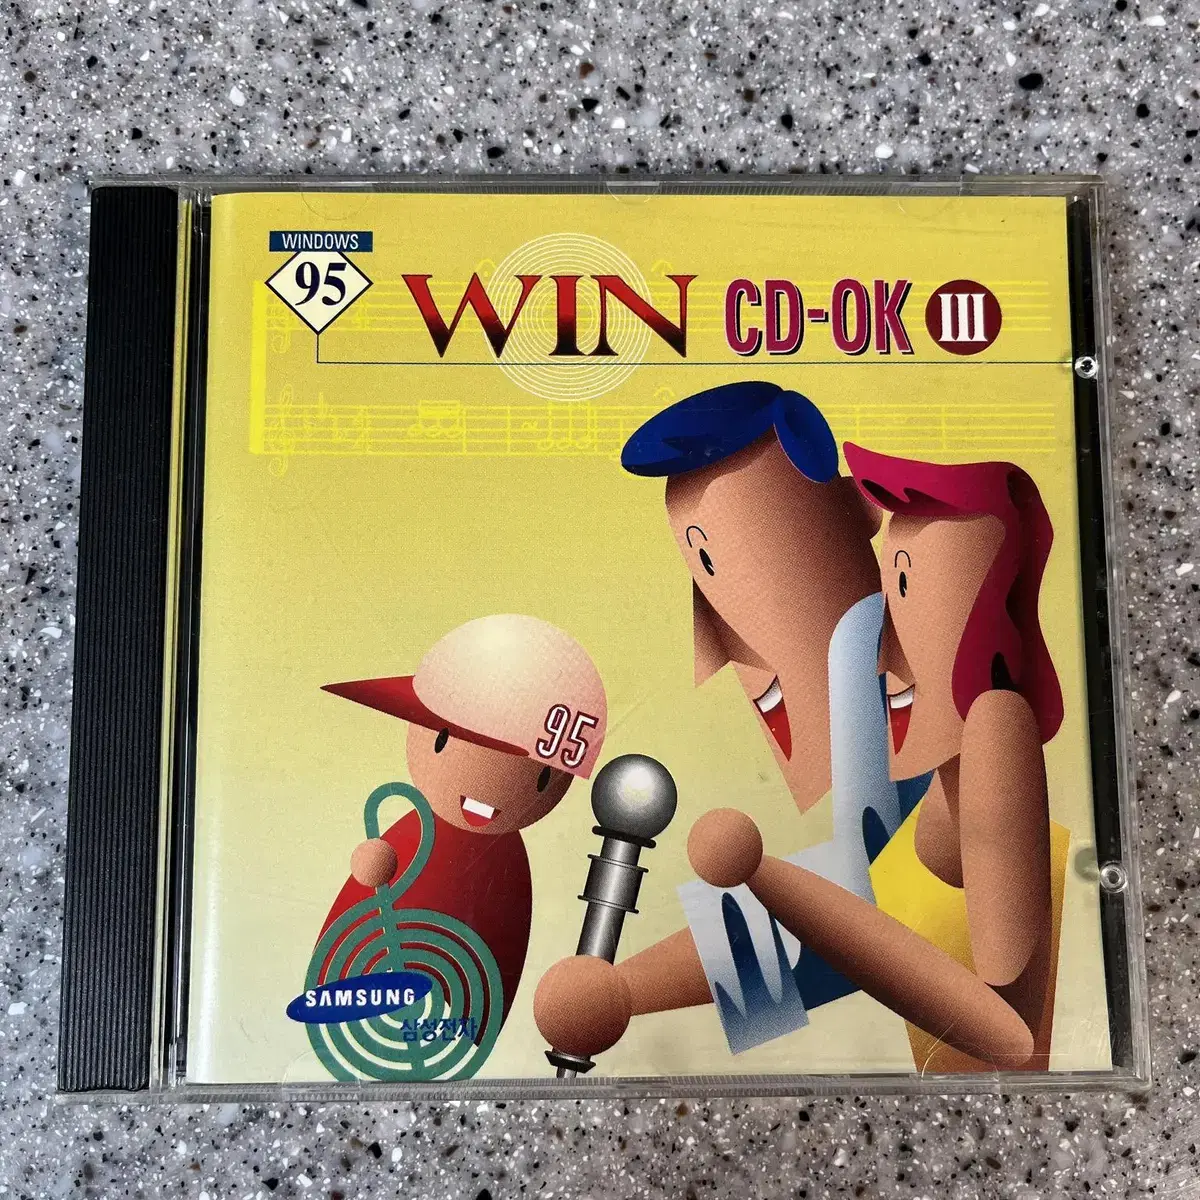 WINDOWS
95
WIN CD-OK III
95
SAMSUNG
삼성전자